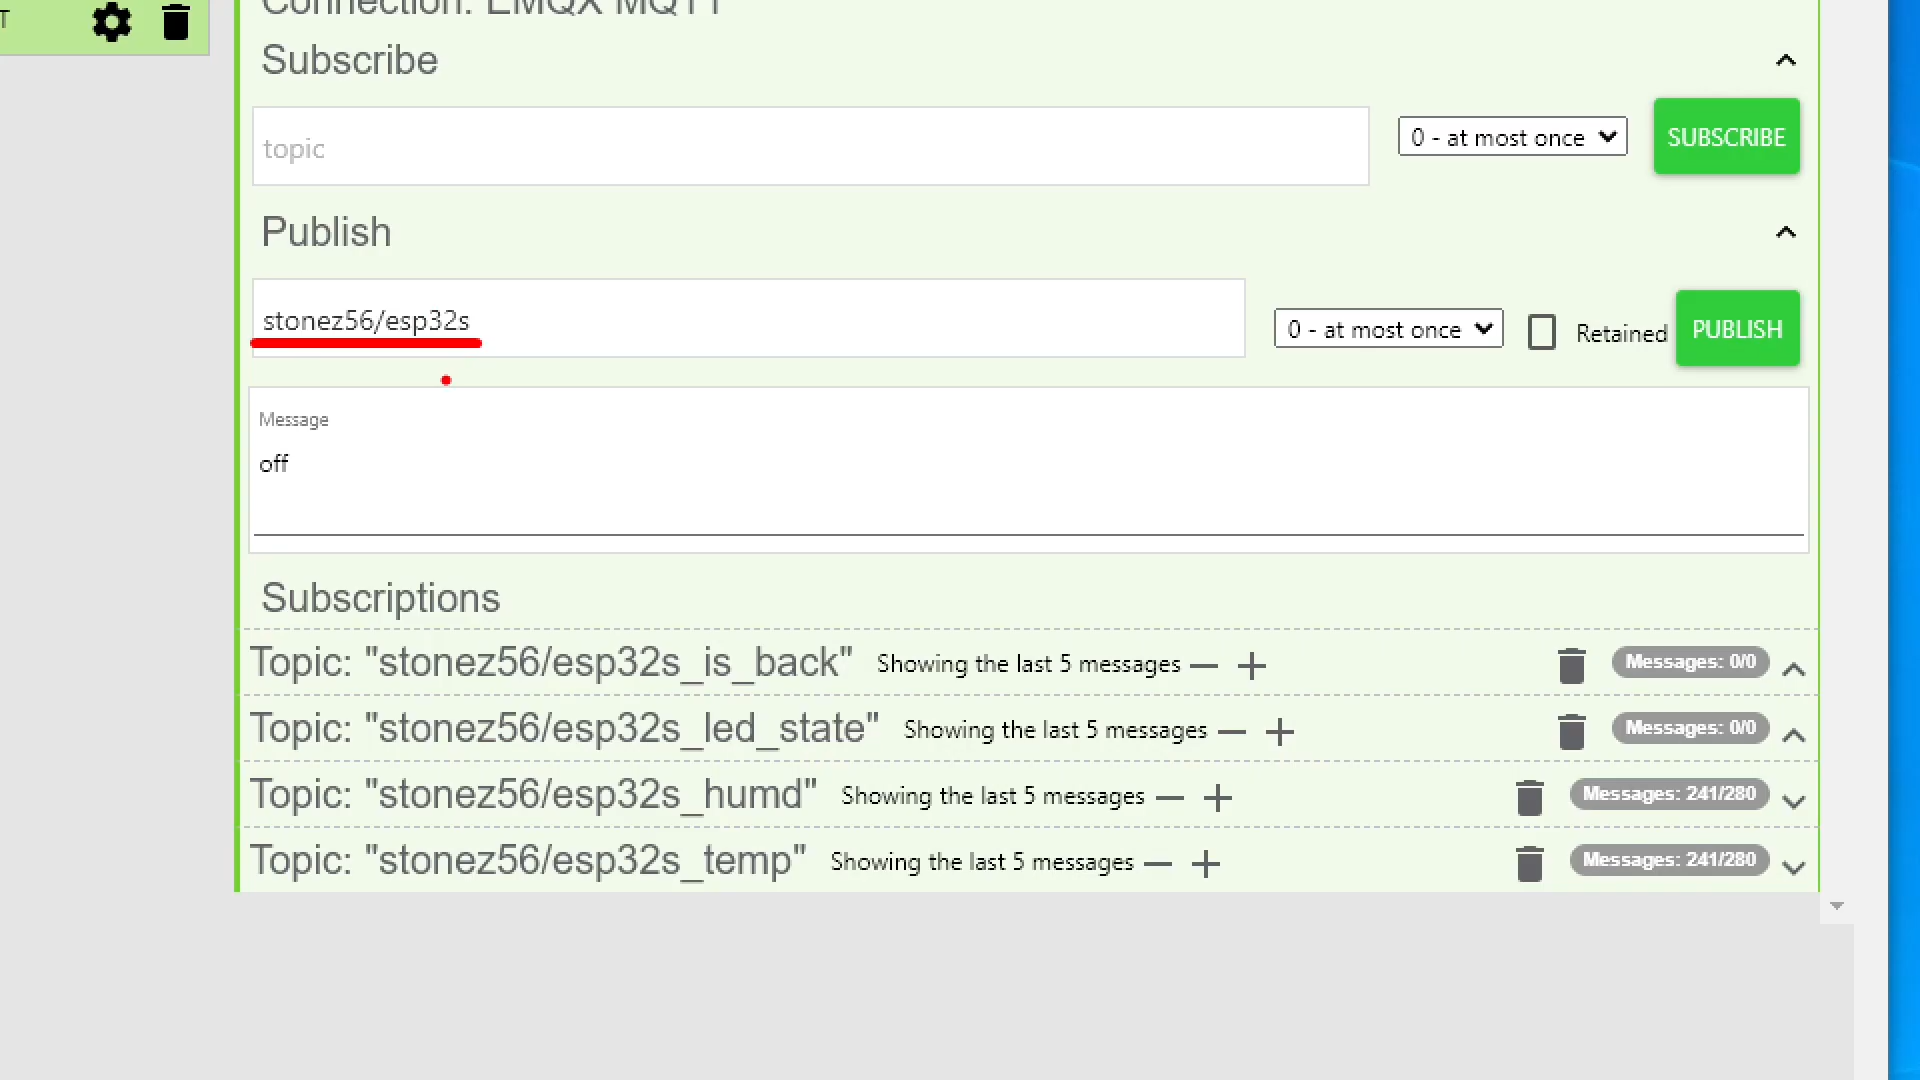 T
Connection: EMQX MQTT
Subscribe
topic
0 - at most once
SUBSCRIBE
Publish
stonez56/esp32s
0 - at most once
Retained
PUBLISH
Message
off
Subscriptions
Topic: "stonez56/esp32s_is_back" Showing the last 5 messages — + Messages: 0/0
Topic: "stonez56/esp32s_led_state" Showing the last 5 messages — + Messages: 0/0
Topic: "stonez56/esp32s_humd" Showing the last 5 messages — + Messages: 241/280
Topic: "stonez56/esp32s_temp" Showing the last 5 messages — + Messages: 241/280